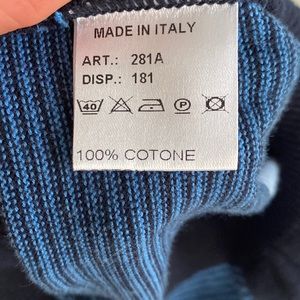 MADE IN ITALY
ART.: 281A
DISP.: 181
40 P
100% COTONE